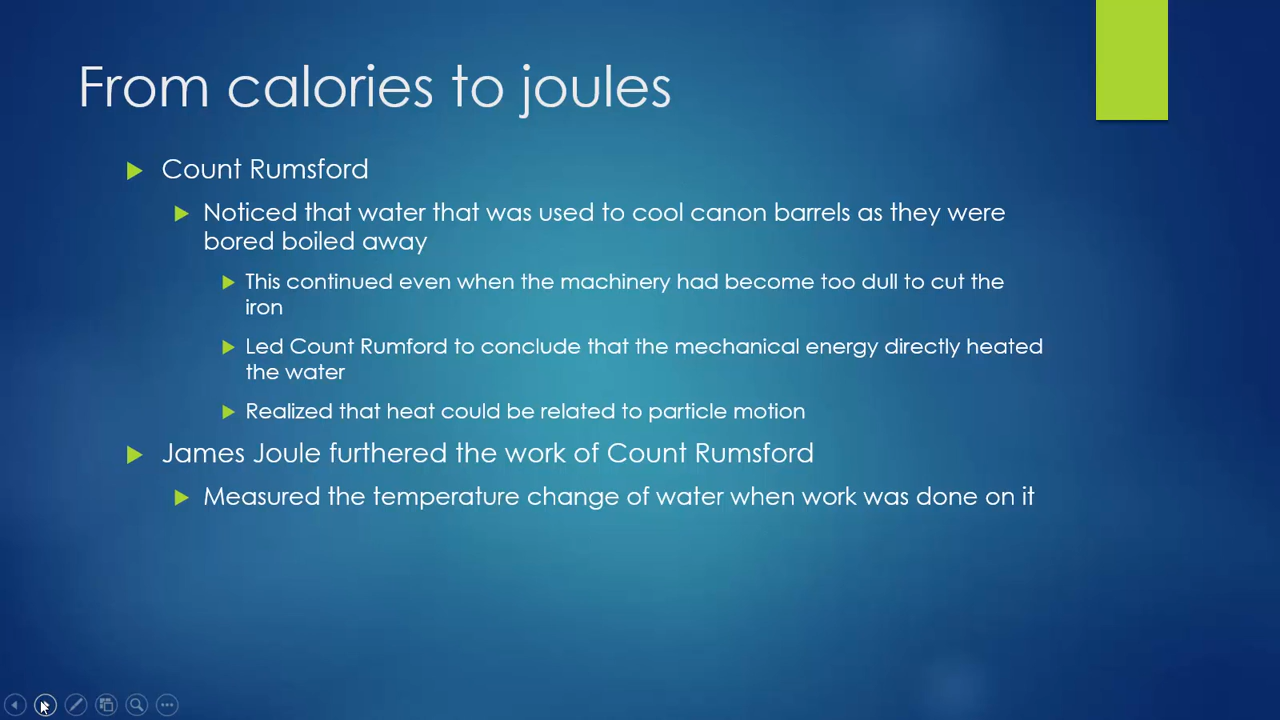 From calories to joules
Count Rumsford
Noticed that water that was used to cool canon barrels as they were
bored boiled away
This continued even when the machinery had become too dull to cut the
iron
Led Count Rumford to conclude that the mechanical energy directly heated
the water
Realized that heat could be related to particle motion
James Joule furthered the work of Count Rumsford
Measured the temperature change of water when work was done on it